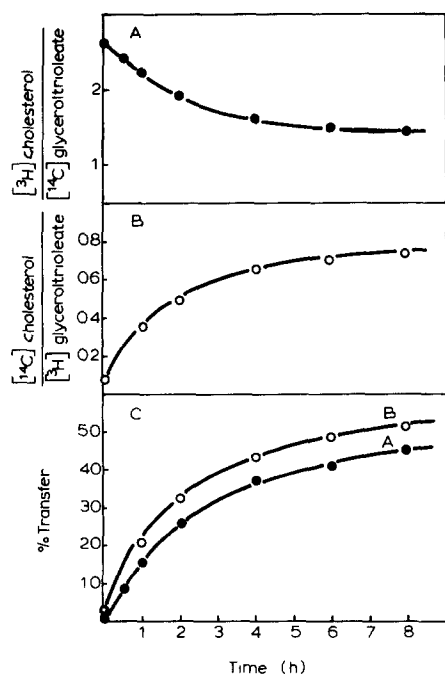 A
[³H] cholesterol
[¹⁴C] glyceroltrioleate
2
1
B
[¹⁴C] cholesterol
[³H] glyceroltrioleate
0.8
0.6
0.4
0.2
C
% Transfer
50
40
30
20
10
B
A
1 2 3 4 5 6 7 8
Time (h)